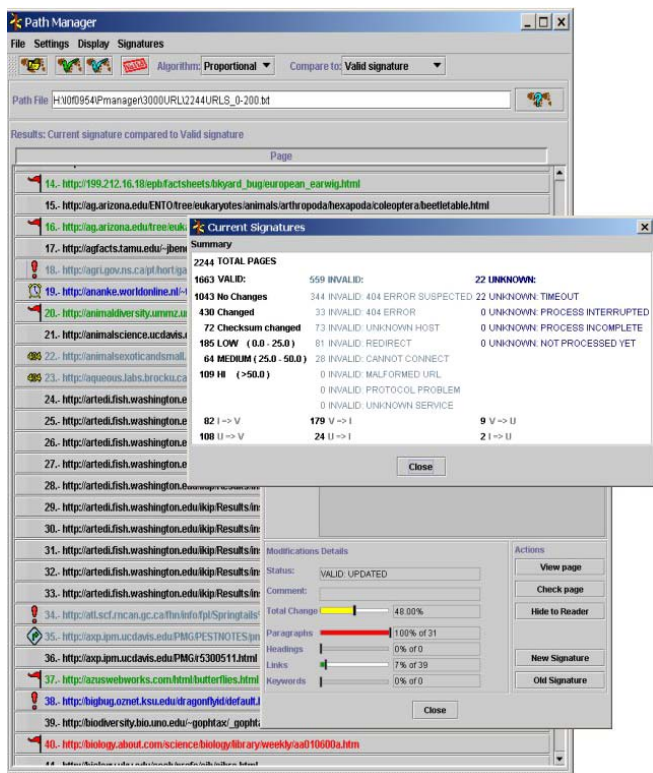 Path Manager
File Settings Display Signatures
Algorithm: Proportional Compare to: Valid signature
Path File H:\I0f0954\Pmanager\3000URL\2244URLS_0-200.txt
Results: Current signature compared to Valid signature
Page
14.- http://199.212.16.18/epb/factsheets/bkyard_bug/european_earwig.html
15.- http://ag.arizona.edu/ENTO/tree/eukaryotes/animals/arthropoda/hexapoda/coleoptera/beetletable.html
16.- http://ag.arizona.edu/tree/euk
17.- http://agfacts.tamu.edu/~jben
18.- http://agri.gov.ns.ca/pt/hort/ga
19.- http://ananke.worldonline.nl/~
20.- http://animaldiversity.ummz.u
21.- http://animalscience.ucdavis.
22.- http://animalsexoticandsmall.
23.- http://aqueous.labs.brocku.ca
24.- http://artedi.fish.washington.e
25.- http://artedi.fish.washington.e
26.- http://artedi.fish.washington.e
27.- http://artedi.fish.washington.e
28.- http://artedi.fish.washington.edu/ikip/Results/in
29.- http://artedi.fish.washington.edu/ikip/Results/in
30.- http://artedi.fish.washington.edu/ikip/Results/in
31.- http://artedi.fish.washington.edu/ikip/Results/in
32.- http://artedi.fish.washington.edu/ikip/Results/in
33.- http://artedi.fish.washington.edu/ikip/Results/in
34.- http://atl.scf.rncan.gc.ca/fhn/info/fpl/Springtails
35.- http://axp.ipm.ucdavis.edu/PMG/PESTNOTES/pn
36.- http://axp.ipm.ucdavis.edu/PMG/r5300511.html
37.- http://azuswebworks.com/html/butterflies.html
38.- http://bigbug.oznet.ksu.edu/dragonflyid/default.
39.- http://biodiversity.bio.uno.edu/~gophtax/_gopht
40.- http://biology.about.com/science/biology/library/weekly/aa010600a.htm
Current Signatures
Summary
2244 TOTAL PAGES
1663 VALID: 559 INVALID: 22 UNKNOWN:
1043 No Changes 344 INVALID: 404 ERROR SUSPECTED 22 UNKNOWN: TIMEOUT
430 Changed 33 INVALID: 404 ERROR 0 UNKNOWN: PROCESS INTERRUPTED
72 Checksum changed 73 INVALID: UNKNOWN HOST 0 UNKNOWN: PROCESS INCOMPLETE
185 LOW ( 0.0 - 25.0 ) 81 INVALID: REDIRECT 0 UNKNOWN: NOT PROCESSED YET
64 MEDIUM ( 25.0 - 50.0 ) 28 INVALID: CANNOT CONNECT
109 HI ( >50.0 ) 0 INVALID: MALFORMED URL
0 INVALID: PROTOCOL PROBLEM
0 INVALID: UNKNOWN SERVICE
82 I => V 179 V => I 9 V => U
108 U => V 24 U => I 2 I => U
Close
Modifications Details
Status: VALID: UPDATED
Comment:
Total Change 48.00%
Paragraphs 100% of 31
Headings 0% of 0
Links 7% of 39
Keywords 0% of 0
Actions
View page
Check page
Hide to Reader
New Signature
Old Signature
Close